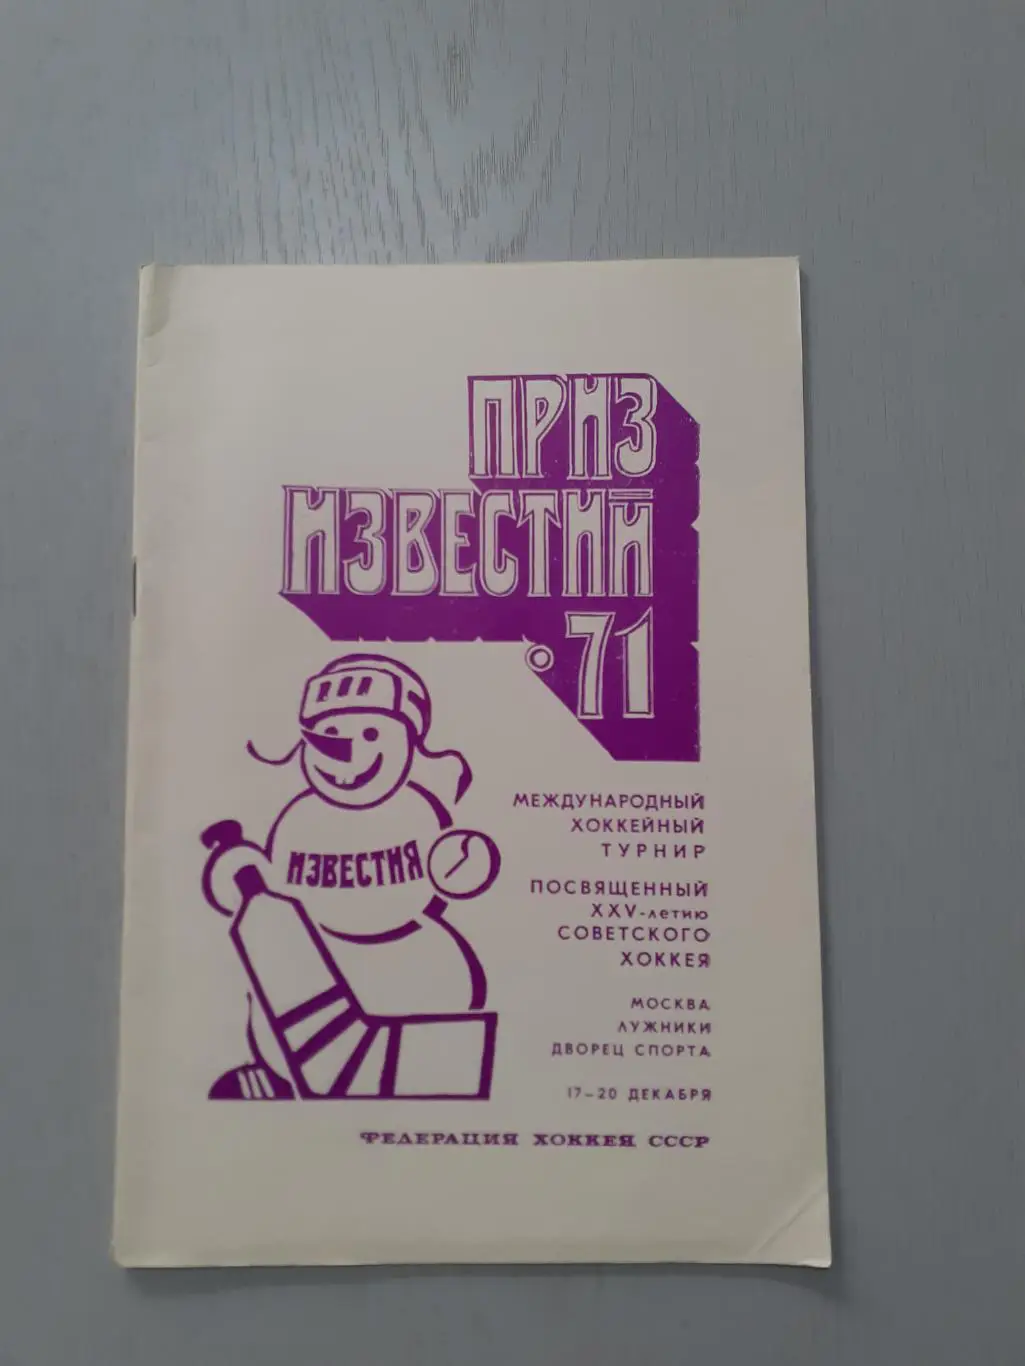 ПРИЗ
ИЗВЕСТИЙ
71
ИЗВЕСТИЯ
МЕЖДУНАРОДНЫЙ
ХОККЕЙНЫЙ
ТУРНИР
ПОСВЯЩЕННЫЙ
XXV-летию
СОВЕТСКОГО
ХОККЕЯ
МОСКВА
ЛУЖНИКИ
ДВОРЕЦ СПОРТА
17-20 ДЕКАБРЯ
ФЕДЕРАЦИЯ ХОККЕЯ СССР